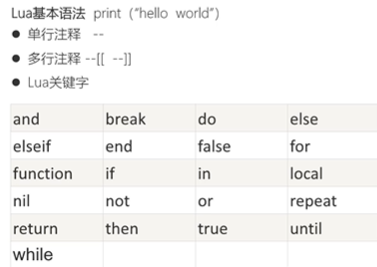 Lua基本语法 print（“hello world”）
● 单行注释 --
● 多行注释 --[[ --]]
● Lua关键字
and break do else
elseif end false for
function if in local
nil not or repeat
return then true until
while